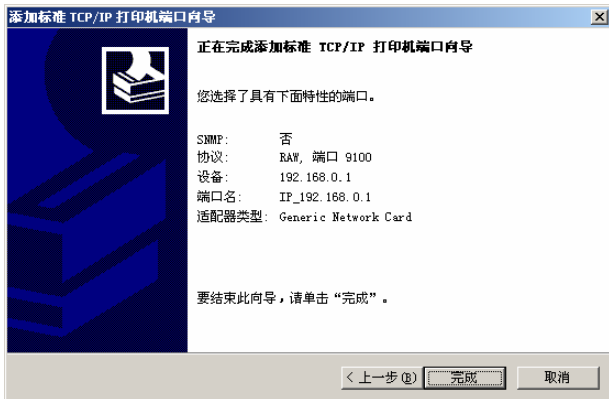 添加标准 TCP/IP 打印机端口向导
正在完成添加标准 TCP/IP 打印机端口向导
您选择了具有下面特性的端口。
SNMP: 否
协议: RAW, 端口 9100
设备: 192.168.0.1
端口名: IP_192.168.0.1
适配器类型: Generic Network Card
要结束此向导，请单击“完成”。
< 上一步(B) 完成 取消